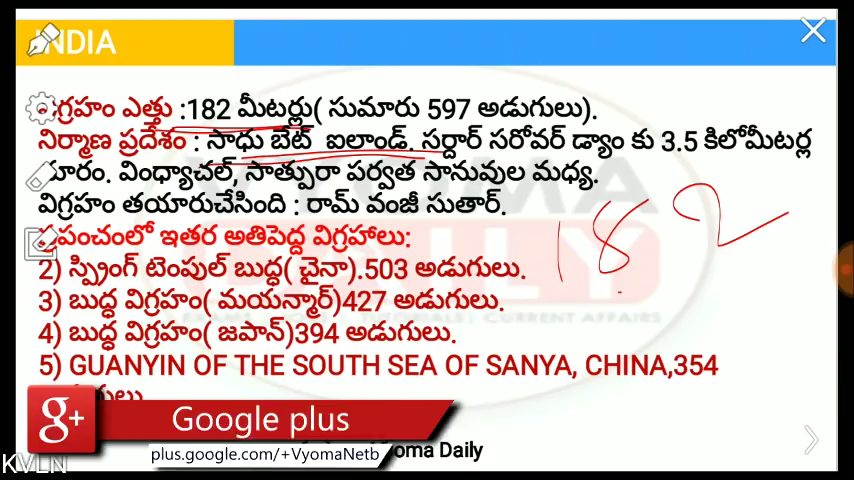 INDIA
విగ్రహం ఎత్తు :182 మీటర్లు( సుమారు 597 అడుగులు).
నిర్మాణ ప్రదేశం : సాధు బేట్ ఐలాండ్. సర్దార్ సరోవర్ డ్యాం కు 3.5 కిలోమీటర్ల
దూరం. వింధ్యాచల్, సాత్పురా పర్వత సానువుల మధ్య.
విగ్రహం తయారుచేసింది : రామ్ వంజీ సుతార్.
ప్రపంచంలో ఇతర అతిపెద్ద విగ్రహాలు:
182
2) స్ప్రింగ్ టెంపుల్ బుద్ధ( చైనా).503 అడుగులు.
3) బుద్ధ విగ్రహం( మయన్మార్)427 అడుగులు.
4) బుద్ధ విగ్రహం( జపాన్)394 అడుగులు.
5) GUANYIN OF THE SOUTH SEA OF SANYA, CHINA,354
g+ Google plus
plus.google.com/+VyomaNetb
Daily
KVLN